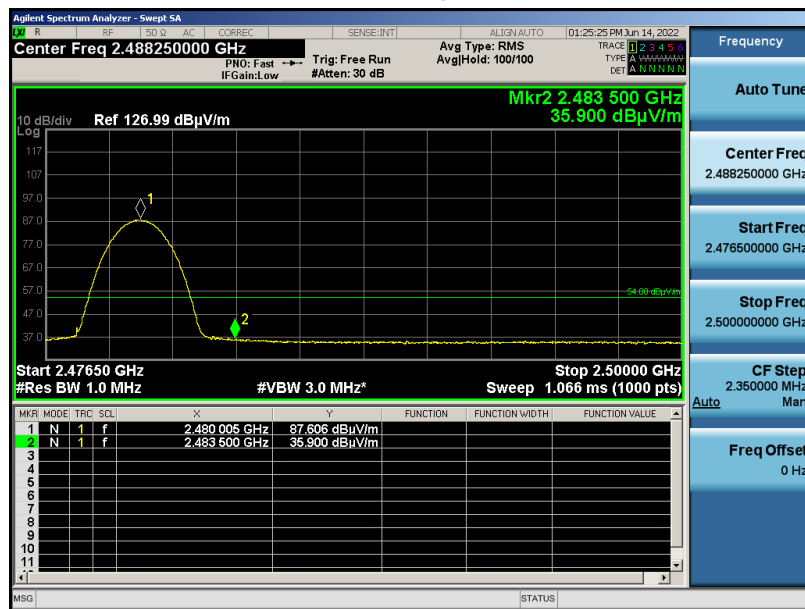 Agilent Spectrum Analyzer - Swept SA
LXI R RF 50 Ω AC CORREC SENSE:INT ALIGN AUTO 01:25:25 PM Jun 14, 2022
Center Freq 2.488250000 GHz
PNO: Fast
IFGain:Low
Trig: Free Run
#Atten: 30 dB
Avg Type: RMS
Avg|Hold: 100/100
TRACE 1 2 3 4 5 6
TYPE A WWWWW
DET A N N N N N
Mkr2 2.483 500 GHz
35.900 dBµV/m
10 dB/div Ref 126.99 dBµV/m
Log
117
107
97.0
87.0
77.0
67.0
57.0
47.0
37.0
1
2
54.00 dBµV/m
Start 2.47650 GHz Stop 2.50000 GHz
#Res BW 1.0 MHz #VBW 3.0 MHz* Sweep 1.066 ms (1000 pts)
MKR MODE TRC SCL X Y FUNCTION FUNCTION WIDTH FUNCTION VALUE
1 N 1 f 2.480 005 GHz 87.606 dBµV/m
2 N 1 f 2.483 500 GHz 35.900 dBµV/m
3
4
5
6
7
8
9
10
11
MSG STATUS
Frequency
Auto Tune
Center Freq
2.488250000 GHz
Start Freq
2.476500000 GHz
Stop Freq
2.500000000 GHz
CF Step
2.350000 MHz
Auto Man
Freq Offset
0 Hz